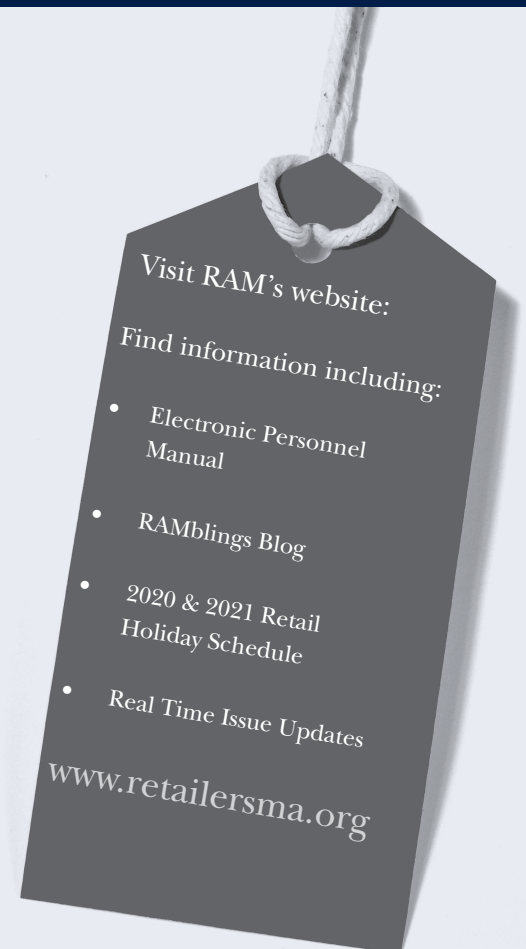 Visit RAM's website:
Find information including:
• Electronic Personnel
Manual
• RAMblings Blog
• 2020 & 2021 Retail
Holiday Schedule
• Real Time Issue Updates
www.retailersma.org